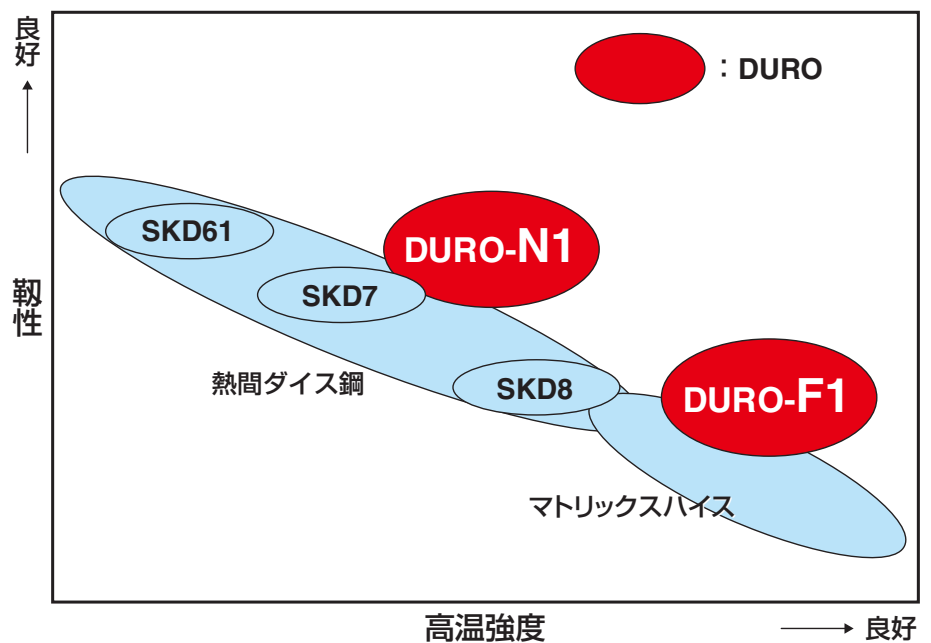 良好
：DURO
SKD61
DURO-N1
SKD7
靱性
熱間ダイス鋼
SKD8
DURO-F1
マトリックスハイス
高温強度
良好